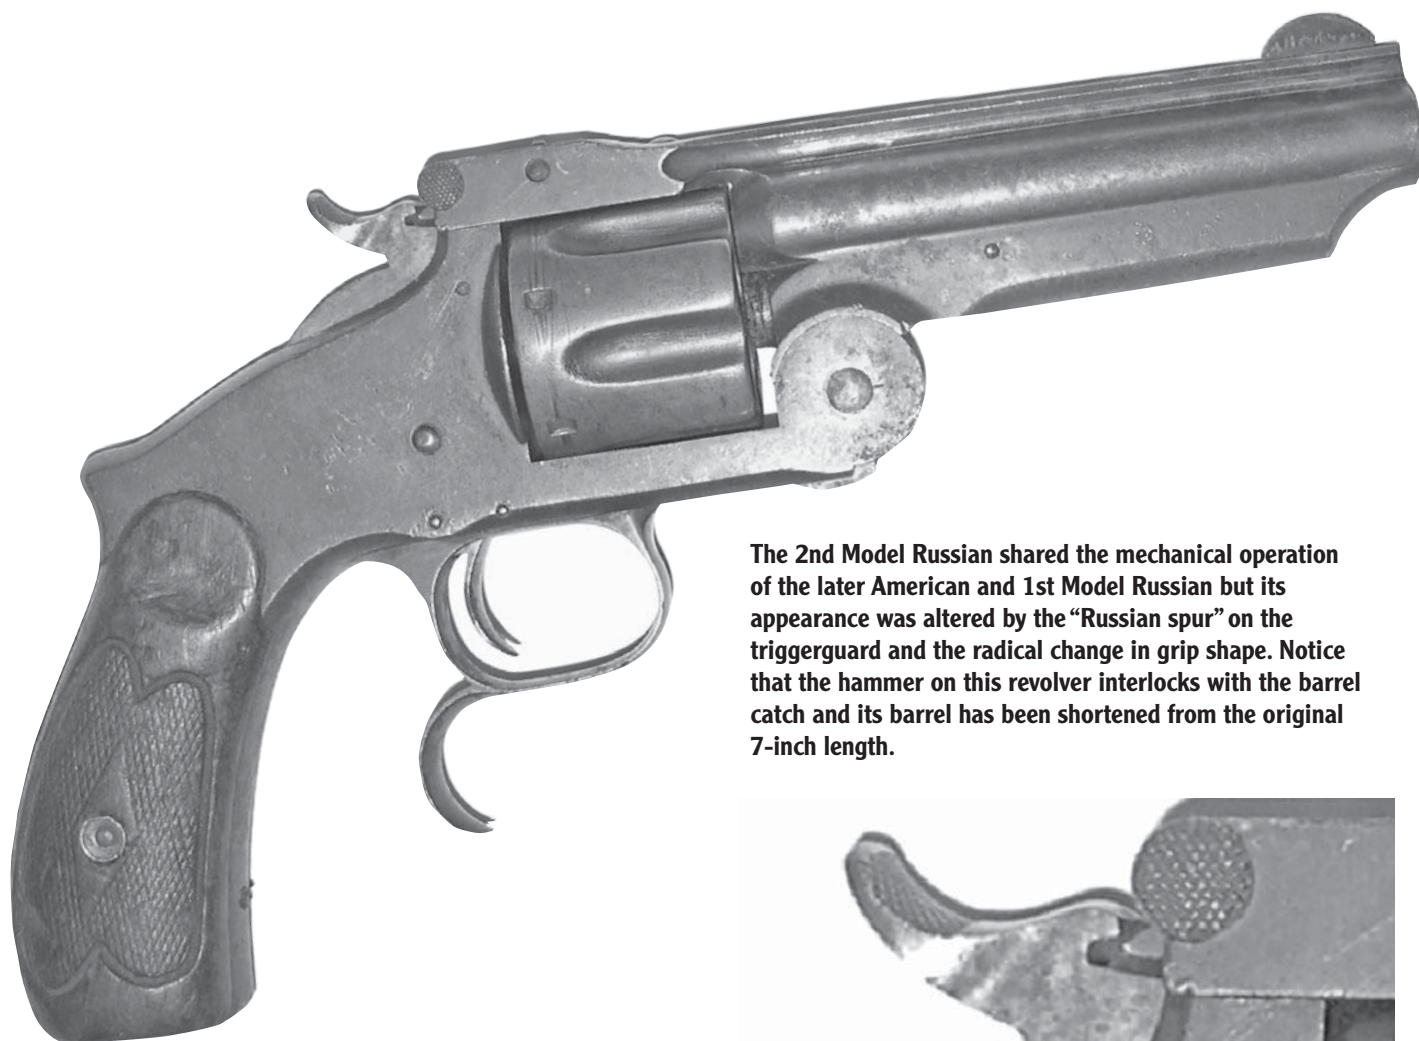 The 2nd Model Russian shared the mechanical operation
of the later American and 1st Model Russian but its
appearance was altered by the “Russian spur” on the
triggerguard and the radical change in grip shape. Notice
that the hammer on this revolver interlocks with the barrel
catch and its barrel has been shortened from the original
7-inch length.